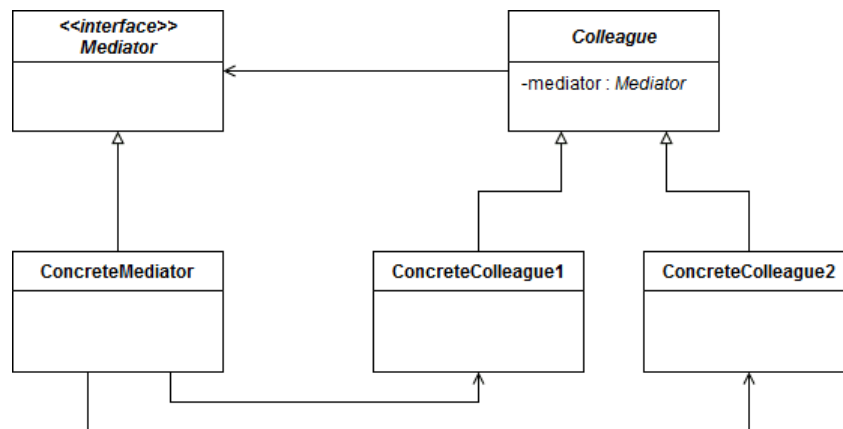 <<interface>>
Mediator
Colleague
-mediator : Mediator
ConcreteMediator
ConcreteColleague1
ConcreteColleague2